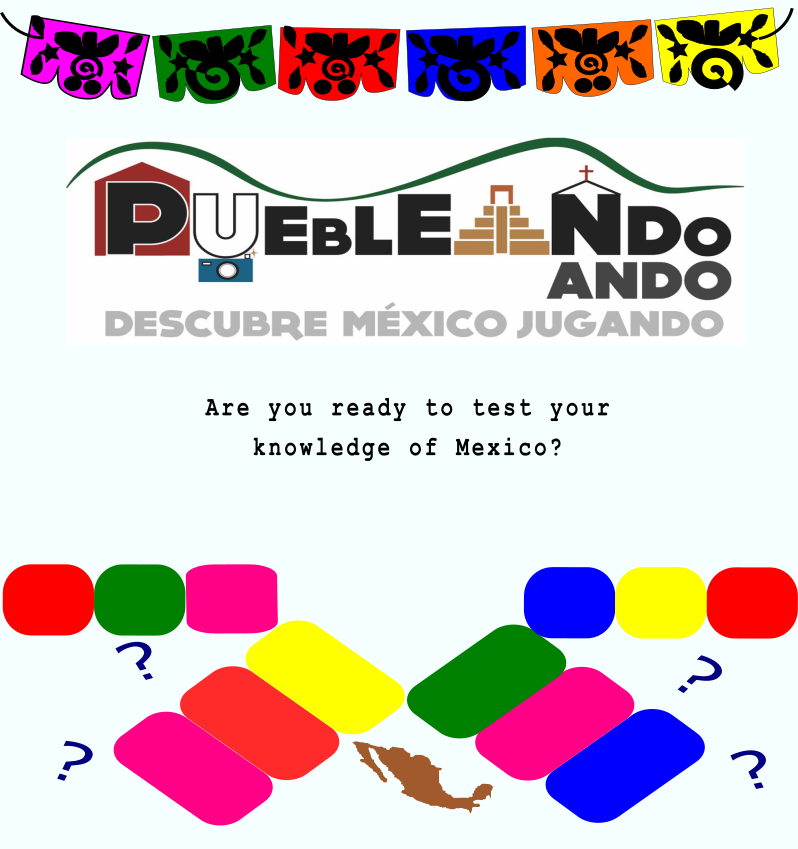 PUEBLEANDO
ANDO
DESCUBRE MÉXICO JUGANDO
Are you ready to test your
knowledge of Mexico?
?
?
?
?